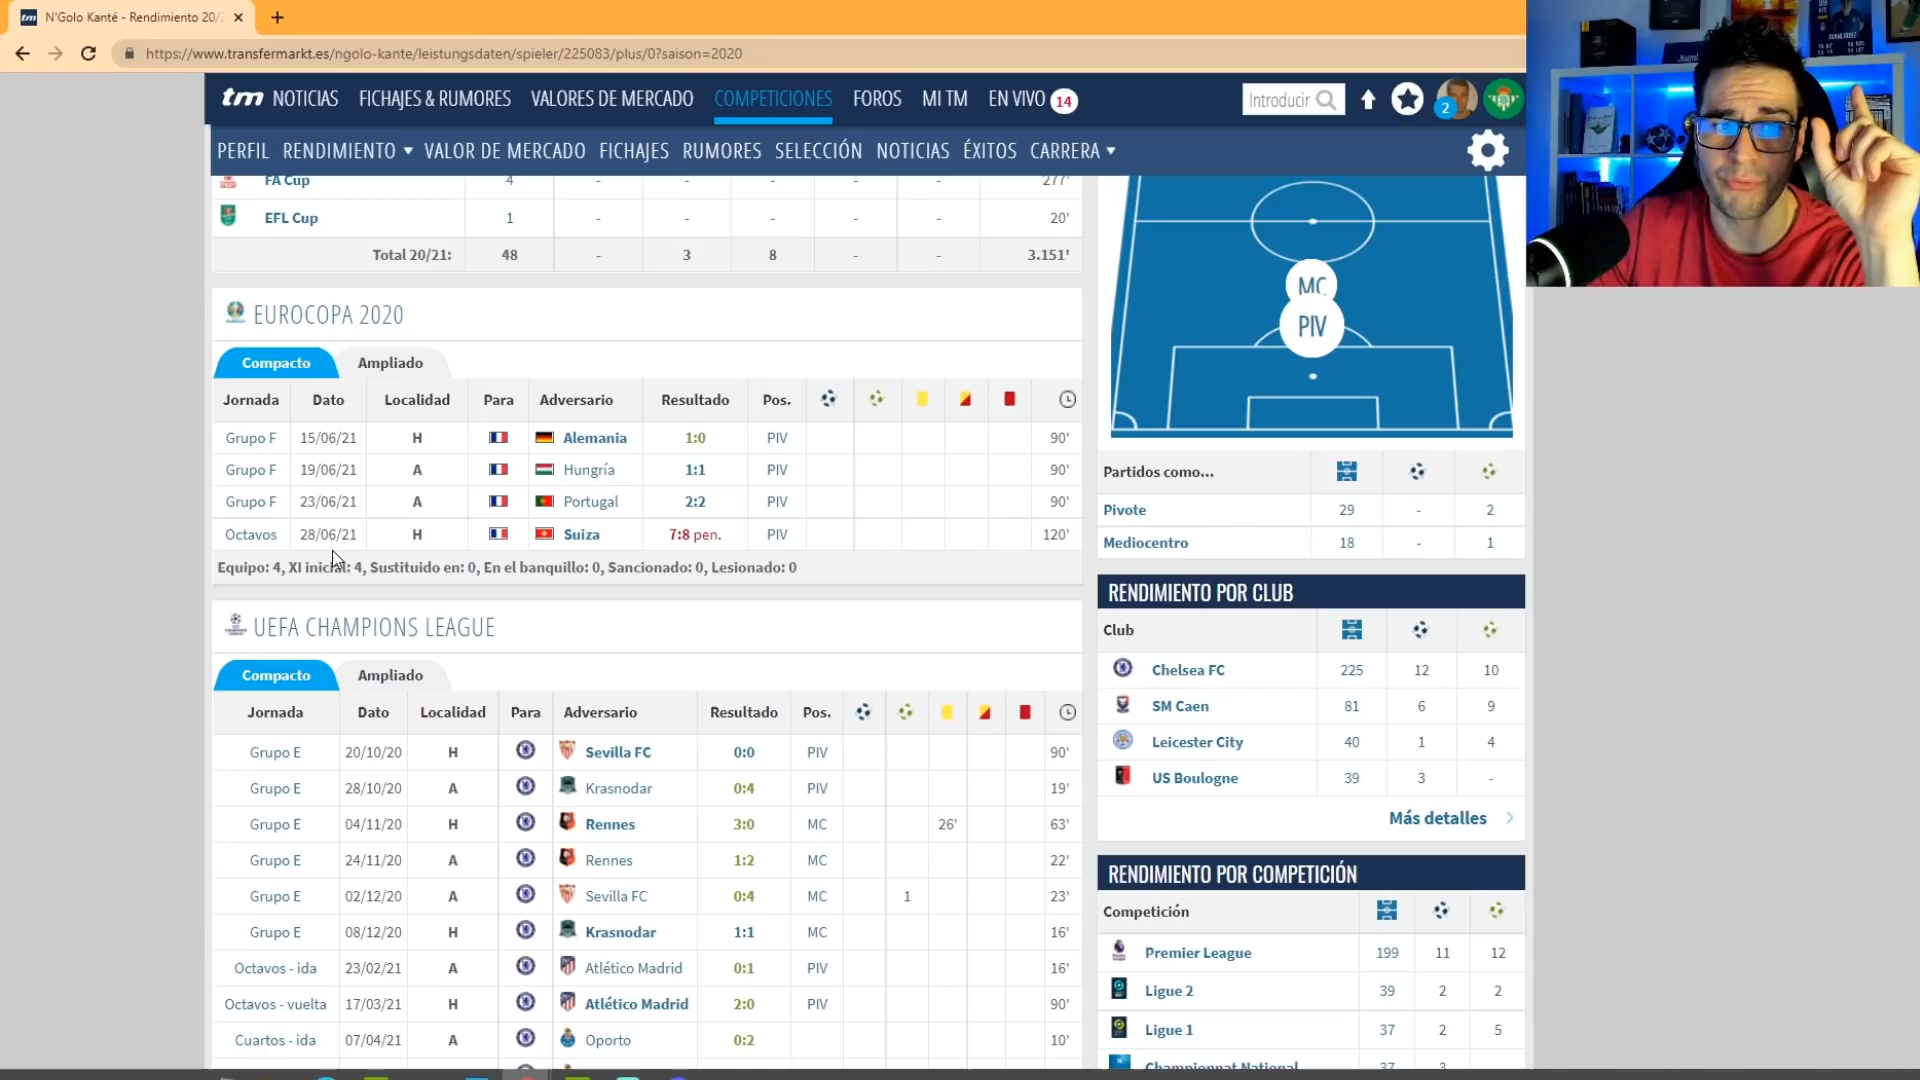 tm N'Golo Kanté - Rendimiento 20/
https://www.transfermarkt.es/ngolo-kante/leistungsdaten/spieler/225083/plus/0?saison=2020
tm NOTICIAS FICHAJES & RUMORES VALORES DE MERCADO COMPETICIONES FOROS MI TM EN VIVO 14 Introducir 2
PERFIL RENDIMIENTO VALOR DE MERCADO FICHAJES RUMORES SELECCIÓN NOTICIAS ÉXITOS CARRERA
FA Cup 4 - - - - - 277'
EFL Cup 1 - - - - - 20'
Total 20/21: 48 - 3 8 - - 3.151'
EUROCOPA 2020
Compacto Ampliado
Jornada Dato Localidad Para Adversario Resultado Pos.
Grupo F 15/06/21 H Alemania 1:0 PIV 90'
Grupo F 19/06/21 A Hungría 1:1 PIV 90'
Grupo F 23/06/21 A Portugal 2:2 PIV 90'
Octavos 28/06/21 H Suiza 7:8 pen. PIV 120'
Equipo: 4, XI inicial: 4, Sustituido en: 0, En el banquillo: 0, Sancionado: 0, Lesionado: 0
UEFA CHAMPIONS LEAGUE
Compacto Ampliado
Jornada Dato Localidad Para Adversario Resultado Pos.
Grupo E 20/10/20 H Sevilla FC 0:0 PIV 90'
Grupo E 28/10/20 A Krasnodar 0:4 PIV 19'
Grupo E 04/11/20 H Rennes 3:0 MC 26' 63'
Grupo E 24/11/20 A Rennes 1:2 MC 22'
Grupo E 02/12/20 A Sevilla FC 0:4 MC 1 23'
Grupo E 08/12/20 H Krasnodar 1:1 MC 16'
Octavos - ida 23/02/21 A Atlético Madrid 0:1 PIV 16'
Octavos - vuelta 17/03/21 H Atlético Madrid 2:0 PIV 90'
Cuartos - ida 07/04/21 A Oporto 0:2 10'
MC
PIV
Partidos como...
Pivote 29 - 2
Mediocentro 18 - 1
RENDIMIENTO POR CLUB
Club
Chelsea FC 225 12 10
SM Caen 81 6 9
Leicester City 40 1 4
US Boulogne 39 3 -
Más detalles
RENDIMIENTO POR COMPETICIÓN
Competición
Premier League 199 11 12
Ligue 2 39 2 2
Ligue 1 37 2 5
Championnat National 37 3